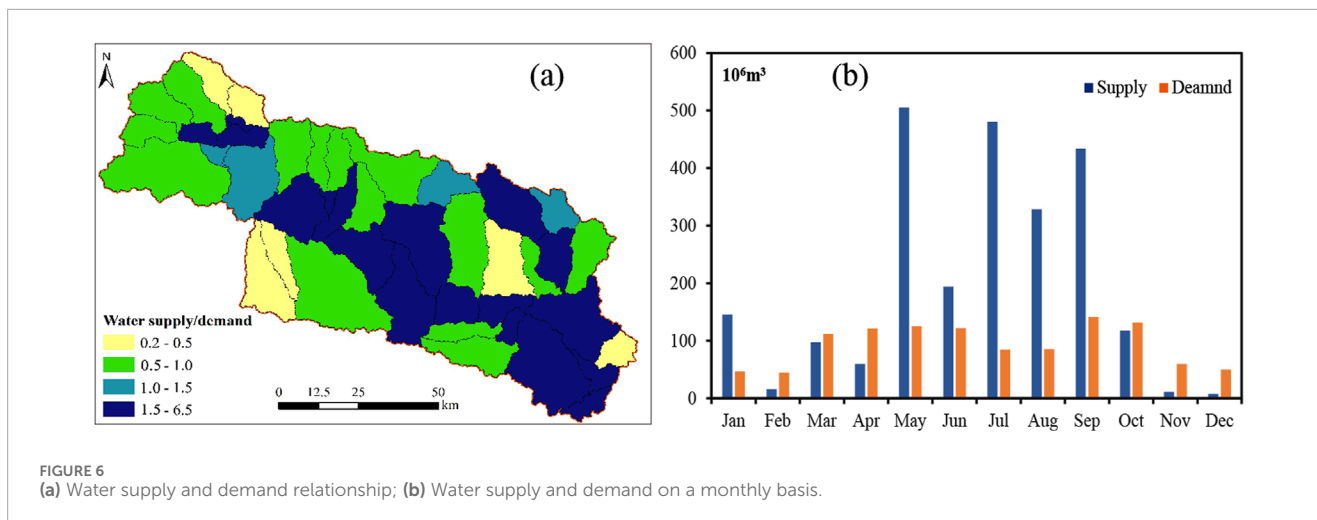 N
(a)
Water supply/demand
0.2 - 0.5
0.5 - 1.0
1.0 - 1.5
1.5 - 6.5
0 12.5 25 50
km
(b)
10⁶m³
Supply Deamnd
600
500
400
300
200
100
0
Jan Feb Mar Apr May Jun Jul Aug Sep Oct Nov Dec
FIGURE 6
(a) Water supply and demand relationship; (b) Water supply and demand on a monthly basis.